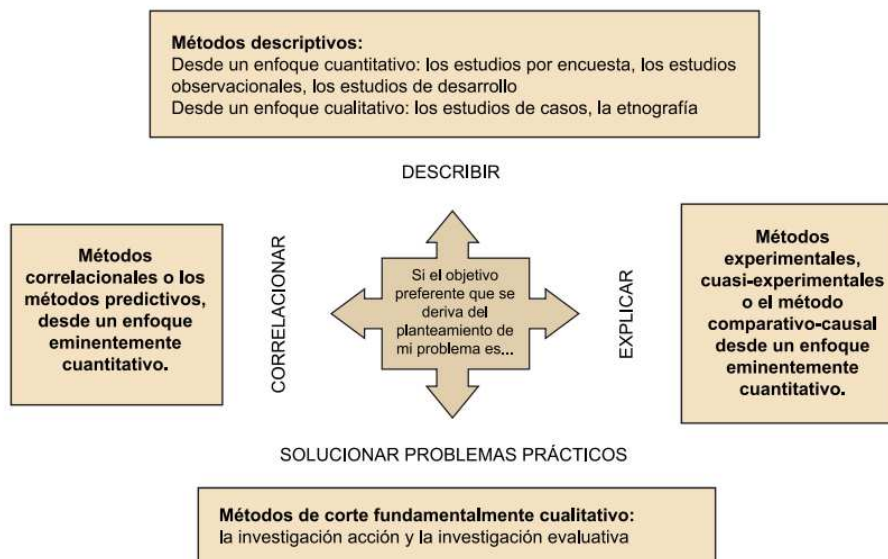 Métodos descriptivos:
Desde un enfoque cuantitativo: los estudios por encuesta, los estudios
observacionales, los estudios de desarrollo
Desde un enfoque cualitativo: los estudios de casos, la etnografía
DESCRIBIR
Métodos
correlacionales o los
métodos predictivos,
desde un enfoque
eminentemente
cuantitativo.
CORRELACIONAR
Si el objetivo
preferente que se
deriva del
planteamiento de
mi problema es...
EXPLICAR
Métodos
experimentales,
cuasi-experimentales
o el método
comparativo-causal
desde un enfoque
eminentemente
cuantitativo.
SOLUCIONAR PROBLEMAS PRÁCTICOS
Métodos de corte fundamentalmente cualitativo:
la investigación acción y la investigación evaluativa